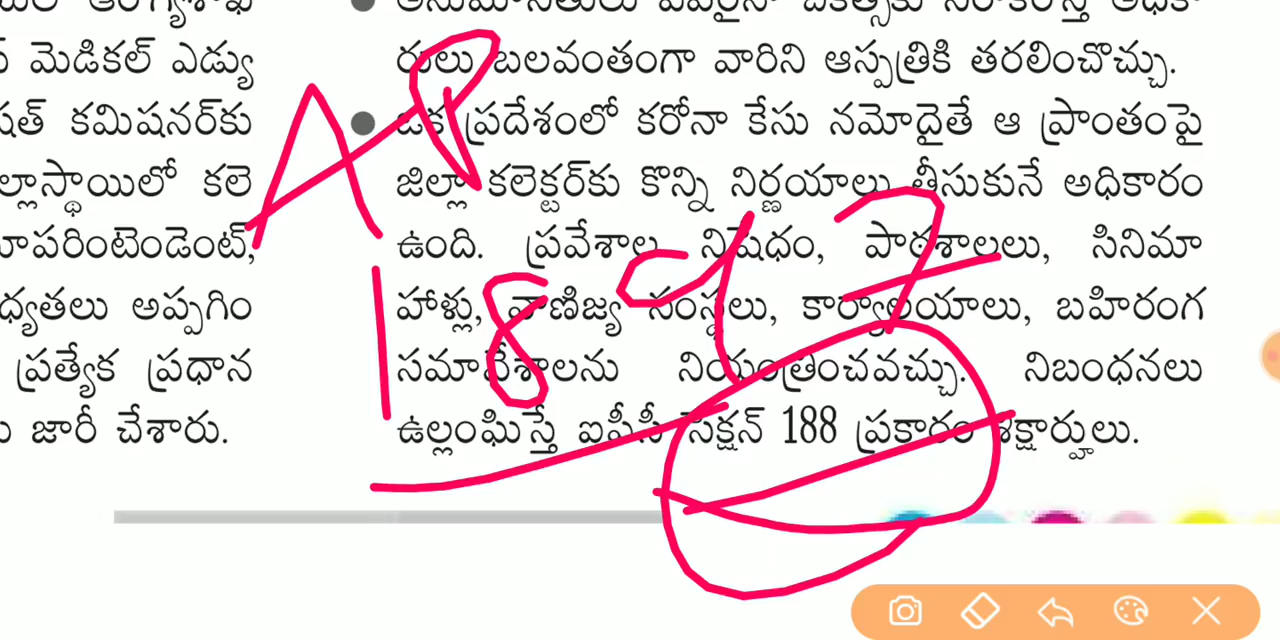 రులు బలవంతంగా వారిని ఆస్పత్రికి తరలించొచ్చు.
మెడికల్ ఎడ్యు
ఒక ప్రదేశంలో కరోనా కేసు నమోదైతే ఆ ప్రాంతంపై
కమిషనర్‌కు
జిల్లా కలెక్టర్‌కు కొన్ని నిర్ణయాలు తీసుకునే అధికారం
ల్లాస్థాయిలో కలె
ఉంది. ప్రవేశాల నిషేధం, పాఠశాలలు, సినిమా
పరింటెండెంట్,
హాళ్లు, వాణిజ్య సంస్థలు, కార్యాలయాలు, బహిరంగ
ధ్యతలు అప్పగిం
సమావేశాలను నియంత్రించవచ్చు. నిబంధనలు
ప్రత్యేక ప్రధాన
ఉల్లంఘిస్తే ఐపీసీ సెక్షన్ 188 ప్రకారం శిక్షార్హులు.
జారీ చేశారు.
AP
1897